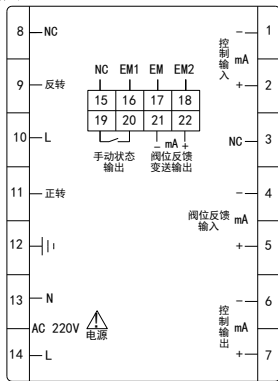 8 NC
9 反转
10 L
11 正转
12
13 N
AC 220V 电源
14 L
NC EM1 EM EM2
15 16 17 18
19 20 21 22
手动状态
输出
− mA +
阀位反馈
变送输出
− 1
控制输入 mA
+ 2
NC 3
− 4
阀位反馈
输入 mA
+ 5
− 6
控制输出 mA
+ 7